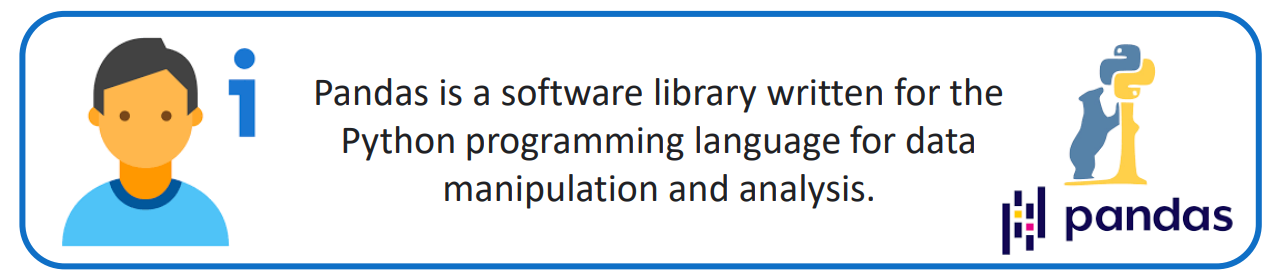 Pandas is a software library written for the
Python programming language for data
manipulation and analysis.
pandas